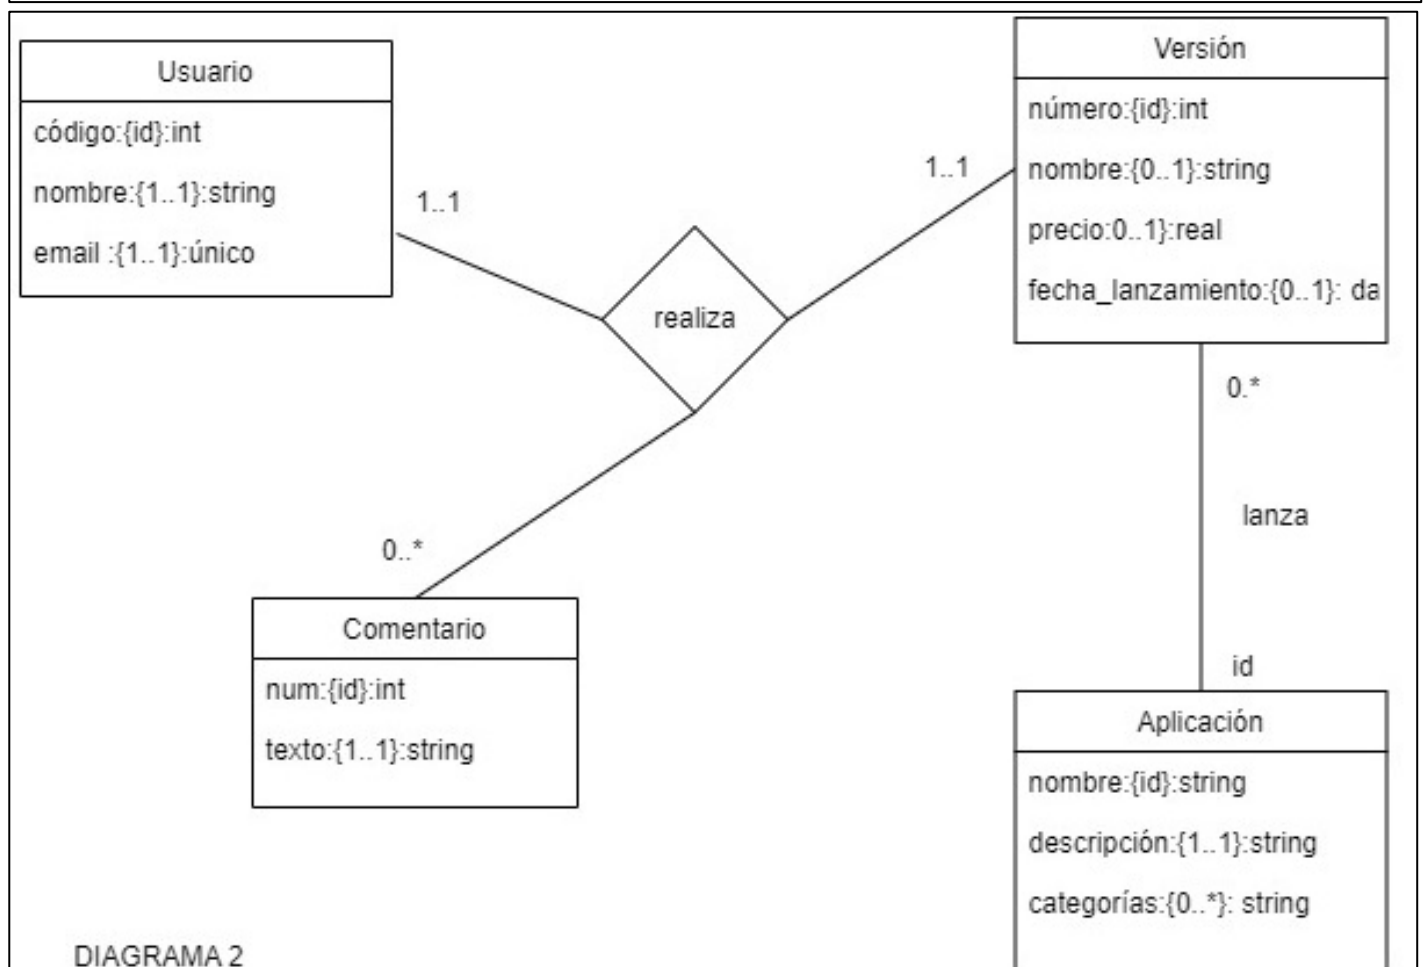 Usuario
código:{id}:int
nombre:{1..1}:string
email :{1..1}:único
1..1
realiza
1..1
Versión
número:{id}:int
nombre:{0..1}:string
precio:0..1}:real
fecha_lanzamiento:{0..1}: da
0.*
lanza
id
0..*
Comentario
num:{id}:int
texto:{1..1}:string
Aplicación
nombre:{id}:string
descripción:{1..1}:string
categorías:{0..*}: string
DIAGRAMA 2